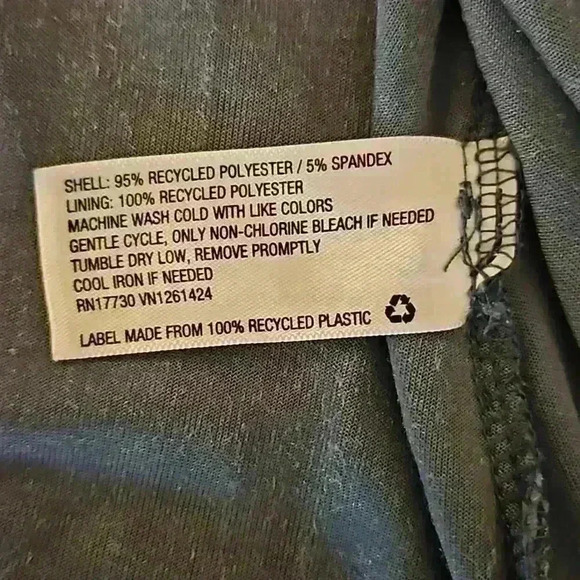 SHELL: 95% RECYCLED POLYESTER / 5% SPANDEX
LINING: 100% RECYCLED POLYESTER
MACHINE WASH COLD WITH LIKE COLORS
GENTLE CYCLE, ONLY NON-CHLORINE BLEACH IF NEEDED
TUMBLE DRY LOW, REMOVE PROMPTLY
COOL IRON IF NEEDED
RN17730 VN1261424
LABEL MADE FROM 100% RECYCLED PLASTIC